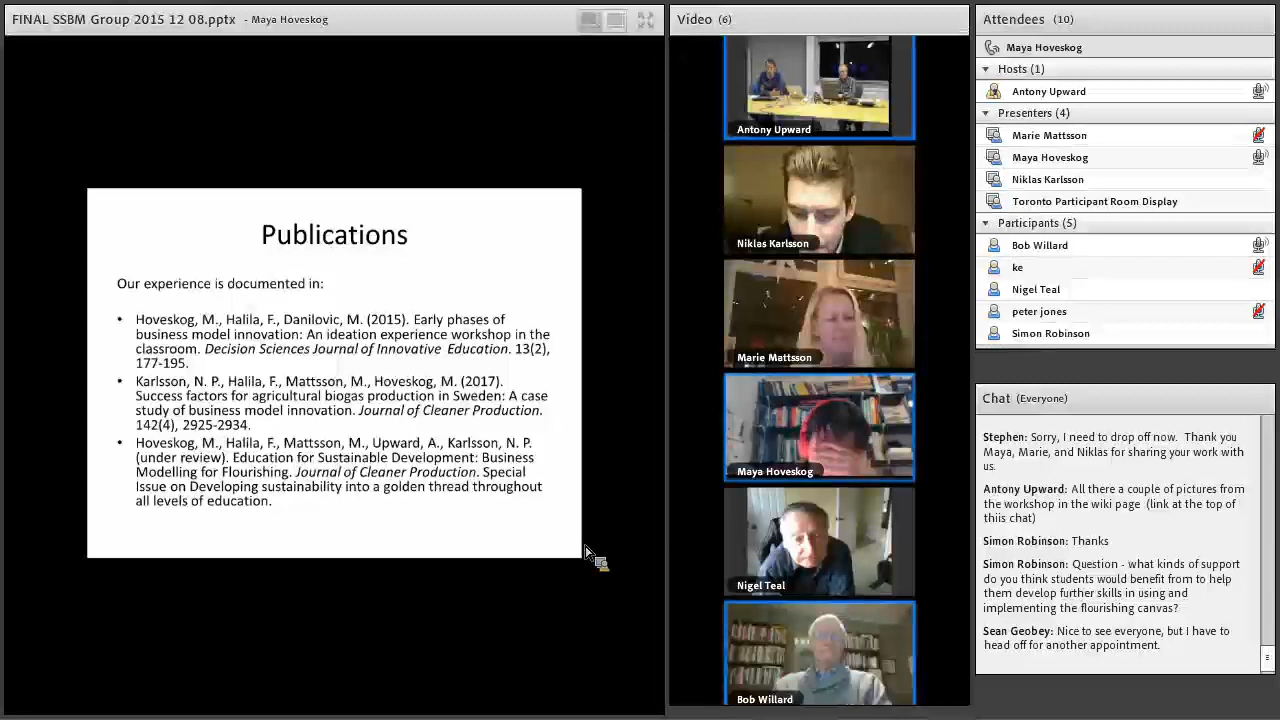 FINAL SSBM Group 2015 12 08.pptx - Maya Hoveskog
Publications
Our experience is documented in:
• Hoveskog, M., Halila, F., Danilovic, M. (2015). Early phases of
business model innovation: An ideation experience workshop in the
classroom. Decision Sciences Journal of Innovative Education. 13(2),
177-195.
• Karlsson, N. P., Halila, F., Mattsson, M., Hoveskog, M. (2017).
Success factors for agricultural biogas production in Sweden: A case
study of business model innovation. Journal of Cleaner Production.
142(4), 2925-2934.
• Hoveskog, M., Halila, F., Mattsson, M., Upward, A., Karlsson, N. P.
(under review). Education for Sustainable Development: Business
Modelling for Flourishing. Journal of Cleaner Production. Special
Issue on Developing sustainability into a golden thread throughout
all levels of education.
Video (6)
Antony Upward
Niklas Karlsson
Marie Mattsson
Maya Hoveskog
Nigel Teal
Bob Willard
Attendees (10)
Maya Hoveskog
Hosts (1)
Antony Upward
Presenters (4)
Marie Mattsson
Maya Hoveskog
Niklas Karlsson
Toronto Participant Room Display
Participants (5)
Bob Willard
ke
Nigel Teal
peter jones
Simon Robinson
Chat (Everyone)
Stephen: Sorry, I need to drop off now. Thank you
Maya, Marie, and Niklas for sharing your work with
us.
Antony Upward: All there a couple of pictures from
the workshop in the wiki page (link at the top of
thiis chat)
Simon Robinson: Thanks
Simon Robinson: Question - what kinds of support
do you think students would benefit from to help
them develop further skills in using and
implementing the flourishing canvas?
Sean Geobey: Nice to see everyone, but I have to
head off for another appointment.